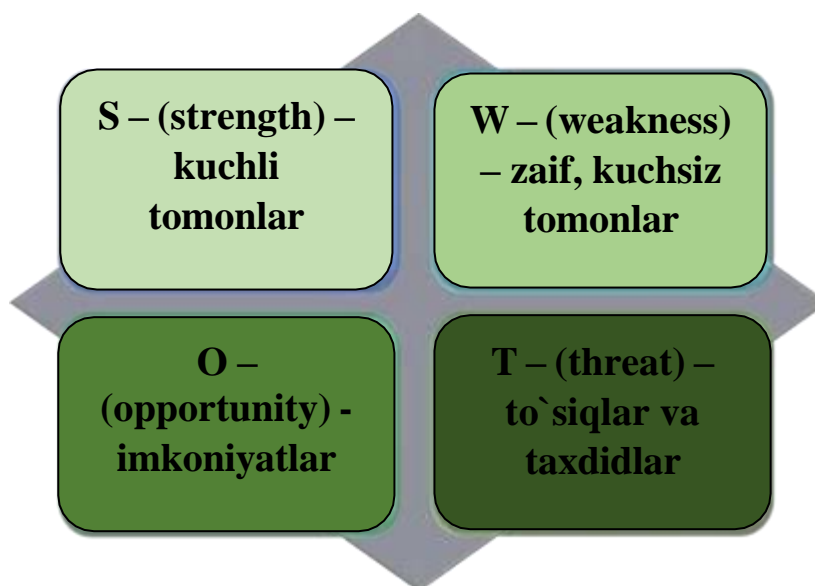 S – (strength) –
kuchli
tomonlar
W – (weakness)
– zaif, kuchsiz
tomonlar
O –
(opportunity) -
imkoniyatlar
T – (threat) –
to`siqlar va
taxdidlar